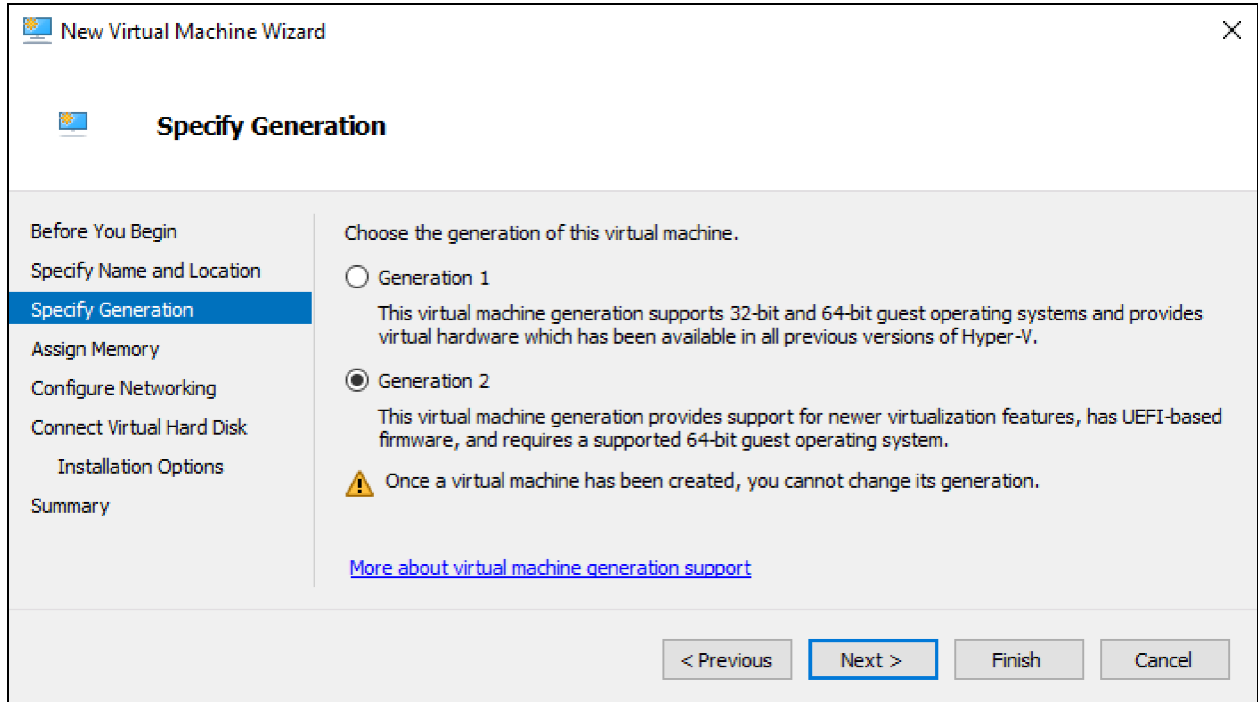 New Virtual Machine Wizard
Specify Generation
Before You Begin
Specify Name and Location
Specify Generation
Assign Memory
Configure Networking
Connect Virtual Hard Disk
Installation Options
Summary
Choose the generation of this virtual machine.
Generation 1
This virtual machine generation supports 32-bit and 64-bit guest operating systems and provides
virtual hardware which has been available in all previous versions of Hyper-V.
Generation 2
This virtual machine generation provides support for newer virtualization features, has UEFI-based
firmware, and requires a supported 64-bit guest operating system.
Once a virtual machine has been created, you cannot change its generation.
More about virtual machine generation support
< Previous
Next >
Finish
Cancel